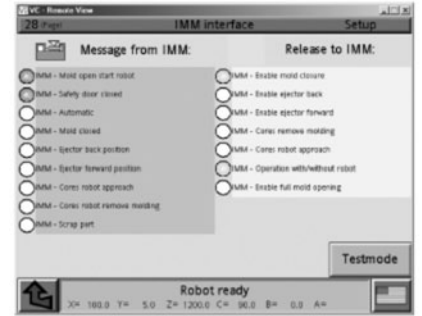 VC - Remote View
28 (Page) IMM interface Setup
Message from IMM:
IMM - Mold open start robot
IMM - Safety door closed
IMM - Automatic
IMM - Mold closed
IMM - Ejector back position
IMM - Ejector forward position
IMM - Cores robot approach
IMM - Cores robot remove molding
IMM - Scrap part
Release to IMM:
IMM - Enable mold closure
IMM - Enable ejector back
IMM - Enable ejector forward
IMM - Cores remove molding
IMM - Cores robot approach
IMM - Operation with/without robot
IMM - Enable full mold opening
Testmode
Robot ready
X= 100.0 Y= 5.0 Z= 1200.0 C= 90.0 B= 0.0 A=